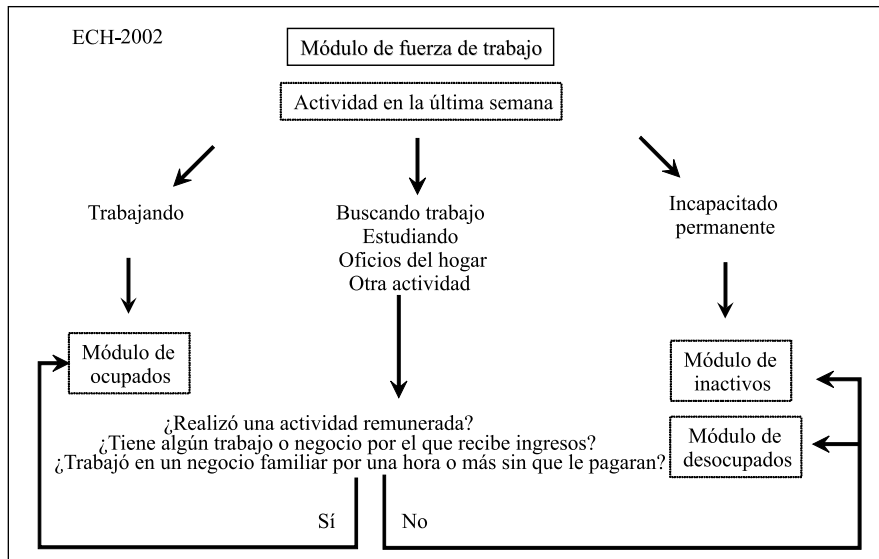 ECH-2002
Módulo de fuerza de trabajo
Actividad en la última semana
Trabajando
Buscando trabajo
Estudiando
Oficios del hogar
Otra actividad
Incapacitado
permanente
Módulo de
ocupados
Módulo de
inactivos
¿Realizó una actividad remunerada?
¿Tiene algún trabajo o negocio por el que recibe ingresos?
¿Trabajó en un negocio familiar por una hora o más sin que le pagaran?
Módulo de
desocupados
Sí
No